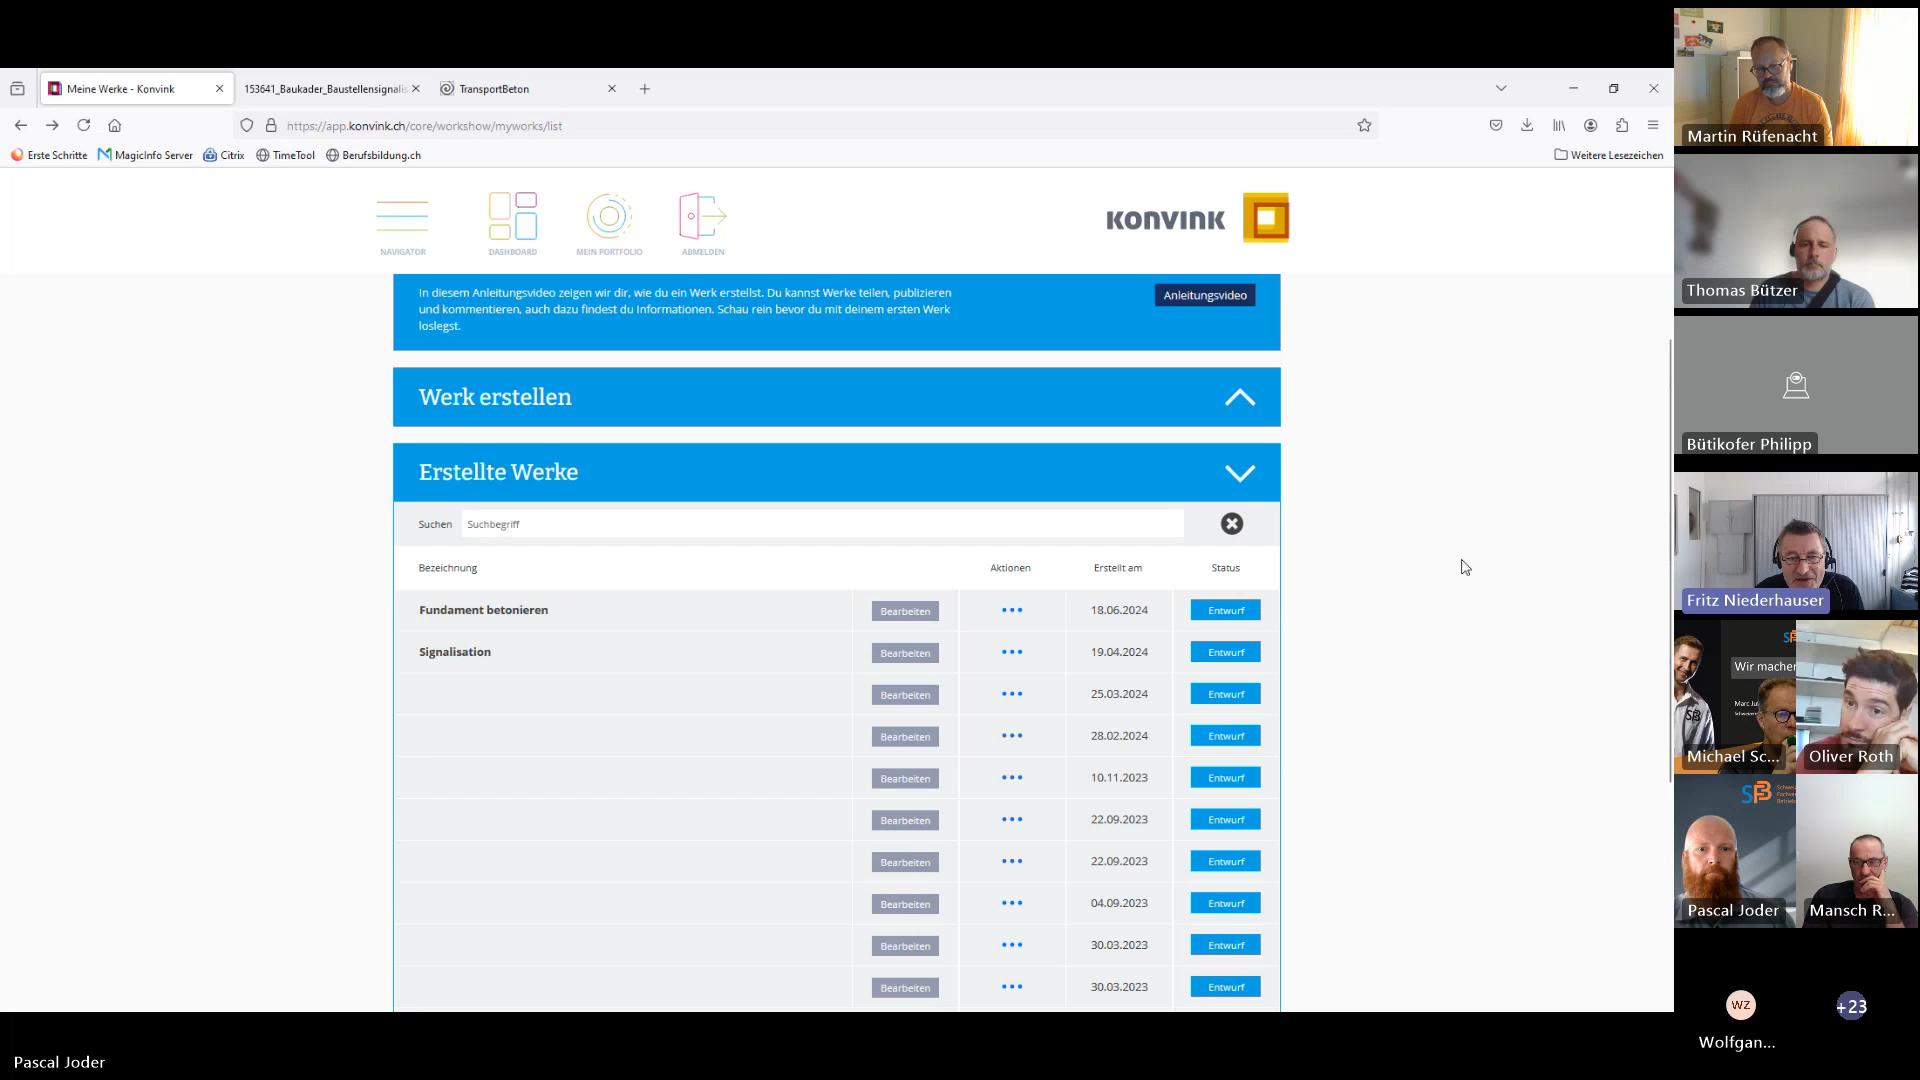 Meine Werke - Konvink
153641_Baukader_Baustellensignalis
TransportBeton
https://app.konvink.ch/core/workshow/myworks/list
Erste Schritte
MagicInfo Server
Citrix
TimeTool
Berufsbildung.ch
Weitere Lesezeichen
NAVIGATOR
DASHBOARD
MEIN PORTFOLIO
ABMELDEN
KONVINK
In diesem Anleitungsvideo zeigen wir dir, wie du ein Werk erstellst. Du kannst Werke teilen, publizieren
und kommentieren, auch dazu findest du Informationen. Schau rein bevor du mit deinem ersten Werk
loslegst.
Anleitungsvideo
Werk erstellen
Erstellte Werke
Suchen Suchbegriff
Bezeichnung Aktionen Erstellt am Status
Fundament betonieren Bearbeiten 18.06.2024 Entwurf
Signalisation Bearbeiten 19.04.2024 Entwurf
Bearbeiten 25.03.2024 Entwurf
Bearbeiten 28.02.2024 Entwurf
Bearbeiten 10.11.2023 Entwurf
Bearbeiten 22.09.2023 Entwurf
Bearbeiten 22.09.2023 Entwurf
Bearbeiten 04.09.2023 Entwurf
Bearbeiten 30.03.2023 Entwurf
Bearbeiten 30.03.2023 Entwurf
Pascal Joder
Martin Rüfenacht
Thomas Bützer
Bütikofer Philipp
Fritz Niederhauser
Wir machen
Michael Sc...
Oliver Roth
Pascal Joder
Mansch R...
WZ
+23
Wolfgan...